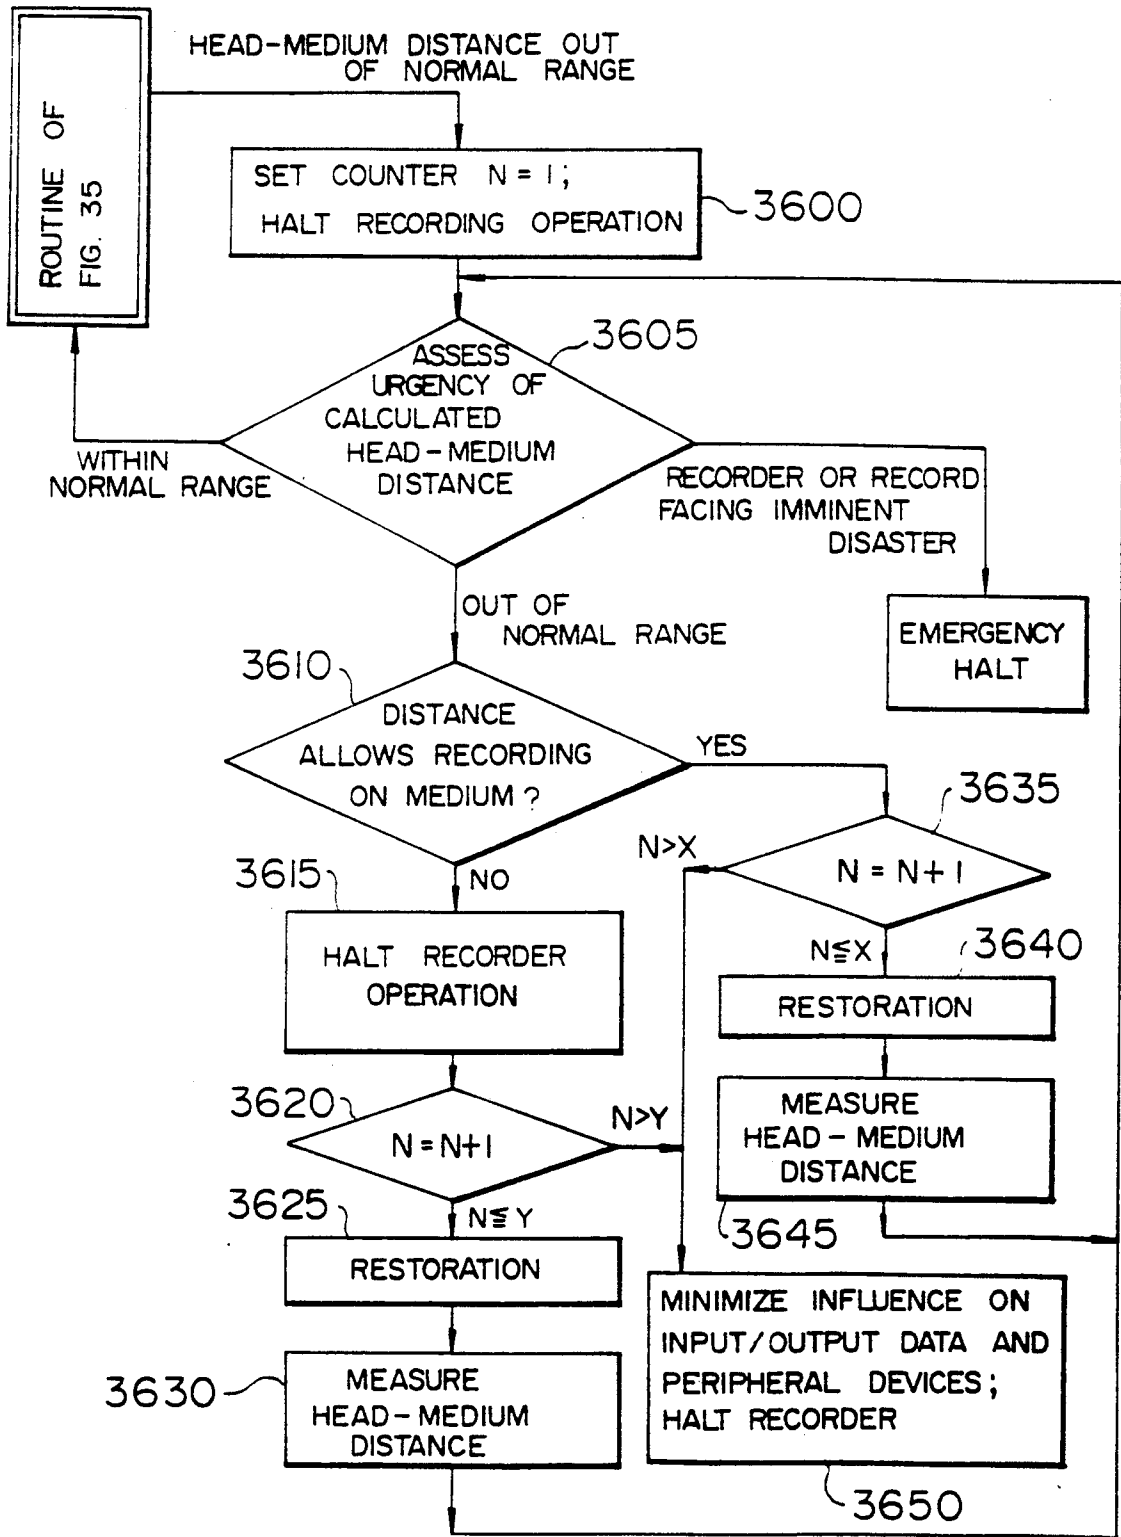 HEAD-MEDIUM DISTANCE OUT
OF NORMAL RANGE
ROUTINE OF
FIG. 35
SET COUNTER N = 1;
HALT RECORDING OPERATION
3600
3605
ASSESS
URGENCY OF
CALCULATED
HEAD-MEDIUM
DISTANCE
WITHIN
NORMAL RANGE
RECORDER OR RECORD
FACING IMMINENT
DISASTER
OUT OF
NORMAL RANGE
EMERGENCY
HALT
3610
DISTANCE
ALLOWS RECORDING
ON MEDIUM?
YES
3635
N>X
N = N+1
3615
NO
N≦X
3640
HALT RECORDER
OPERATION
RESTORATION
3620
N=N+1
N>Y
MEASURE
HEAD-MEDIUM
DISTANCE
3625
N≦Y
3645
RESTORATION
MINIMIZE INFLUENCE ON
INPUT/OUTPUT DATA AND
PERIPHERAL DEVICES;
HALT RECORDER
3630
MEASURE
HEAD-MEDIUM
DISTANCE
3650